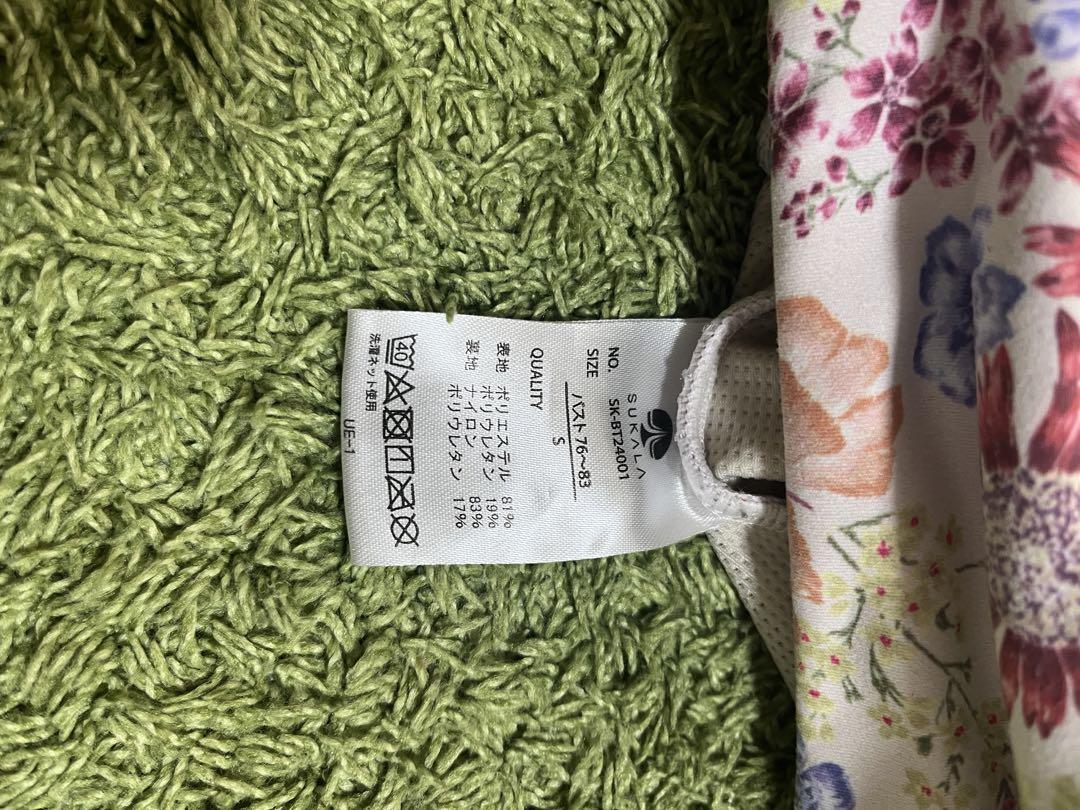 SUKALA
NO. SK-BT24001
SIZE バスト76〜83
S
QUALITY
表地 ポリエステル 81%
ポリウレタン 19%
裏地 ナイロン 83%
ポリウレタン 17%
40
洗濯ネット使用
UE-1